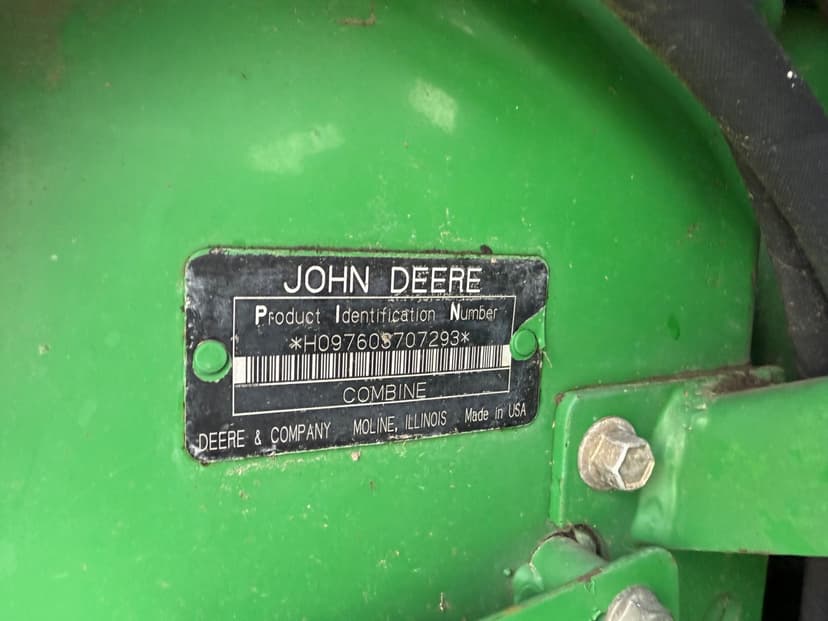 JOHN DEERE
Product Identification Number
*H09760S707293*
COMBINE
DEERE & COMPANY MOLINE, ILLINOIS Made in USA